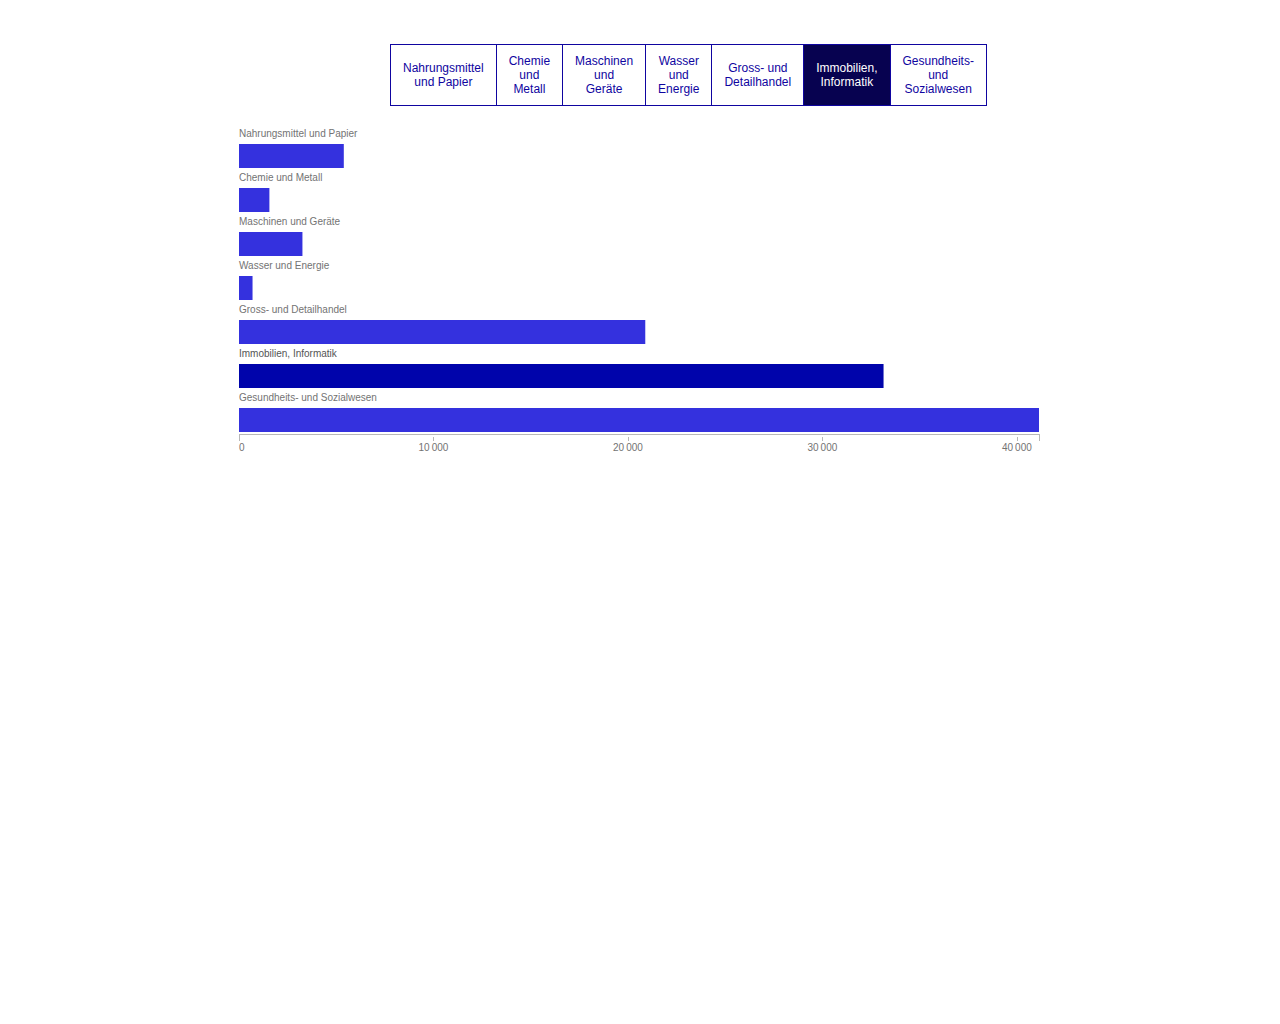 Nahrungsmittel
und Papier
Chemie
und
Metall
Maschinen
und
Geräte
Wasser
und
Energie
Gross- und
Detailhandel
Immobilien,
Informatik
Gesundheits-
und
Sozialwesen
Nahrungsmittel und Papier
Chemie und Metall
Maschinen und Geräte
Wasser und Energie
Gross- und Detailhandel
Immobilien, Informatik
Gesundheits- und Sozialwesen
0 10 000 20 000 30 000 40 000